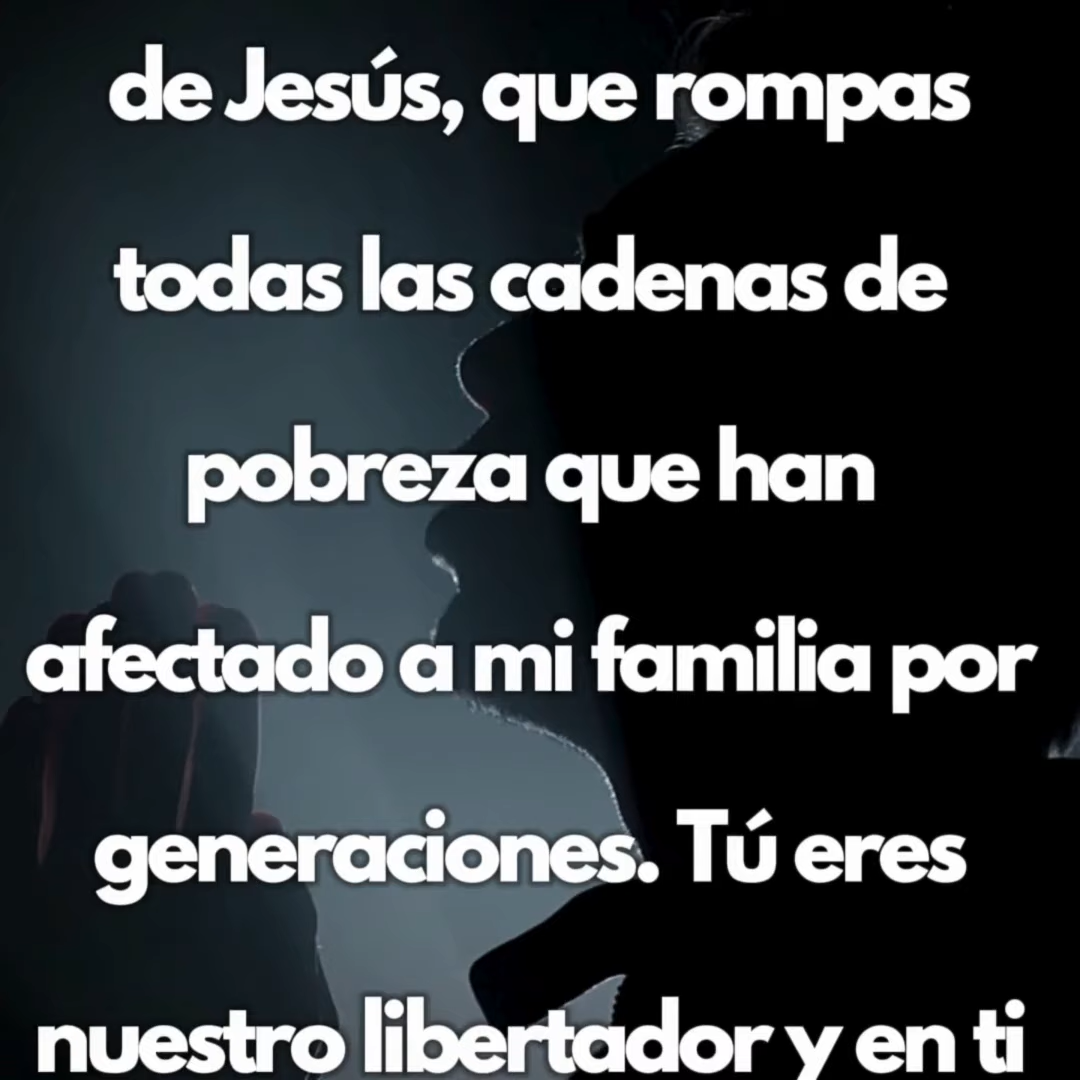 de Jesús, que rompas
todas las cadenas de
pobreza que han
afectado a mi familia por
generaciones. Tú eres
nuestro libertador y en ti